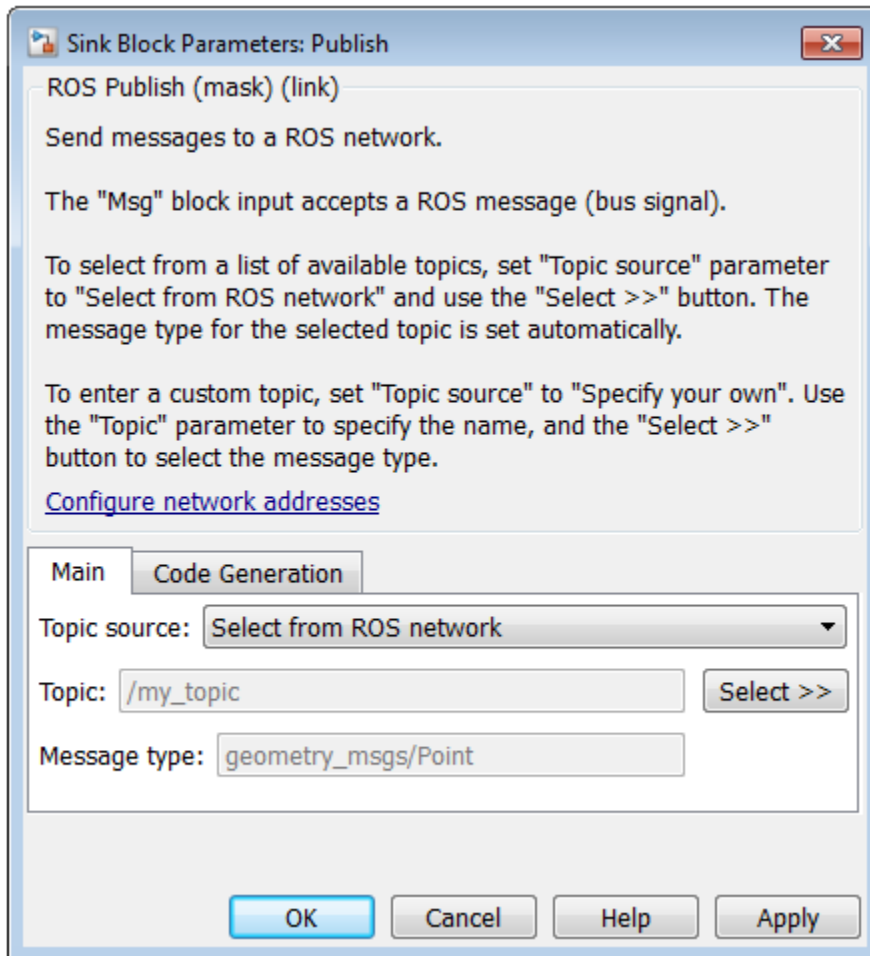 Sink Block Parameters: Publish
ROS Publish (mask) (link)
Send messages to a ROS network.
The "Msg" block input accepts a ROS message (bus signal).
To select from a list of available topics, set "Topic source" parameter
to "Select from ROS network" and use the "Select >>" button. The
message type for the selected topic is set automatically.
To enter a custom topic, set "Topic source" to "Specify your own". Use
the "Topic" parameter to specify the name, and the "Select >>"
button to select the message type.
Configure network addresses
Main Code Generation
Topic source: Select from ROS network
Topic: /my_topic Select >>
Message type: geometry_msgs/Point
OK Cancel Help Apply